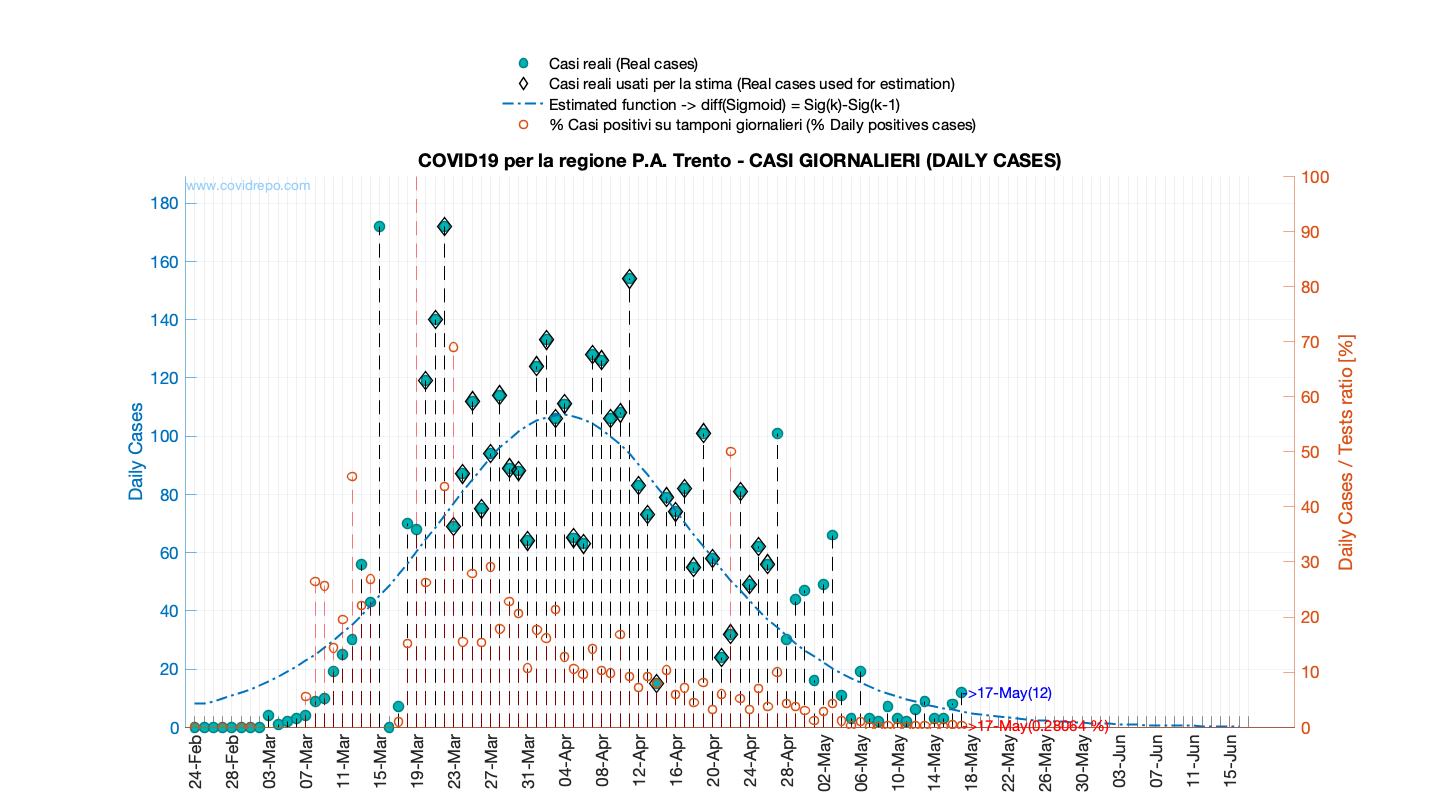 Casi reali (Real cases)
Casi reali usati per la stima (Real cases used for estimation)
Estimated function -> diff(Sigmoid) = Sig(k)-Sig(k-1)
% Casi positivi su tamponi giornalieri (% Daily positives cases)
COVID19 per la regione P.A. Trento - CASI GIORNALIERI (DAILY CASES)
www.covidrepo.com
Daily Cases
180
160
140
120
100
80
60
40
20
0
100
90
80
70
60
50
40
30
20
10
0
Daily Cases / Tests ratio [%]
>17-May(12)
>17-May(0.28064 %)
24-Feb
28-Feb
03-Mar
07-Mar
11-Mar
15-Mar
19-Mar
23-Mar
27-Mar
31-Mar
04-Apr
08-Apr
12-Apr
16-Apr
20-Apr
24-Apr
28-Apr
02-May
06-May
10-May
14-May
18-May
22-May
26-May
30-May
03-Jun
07-Jun
11-Jun
15-Jun